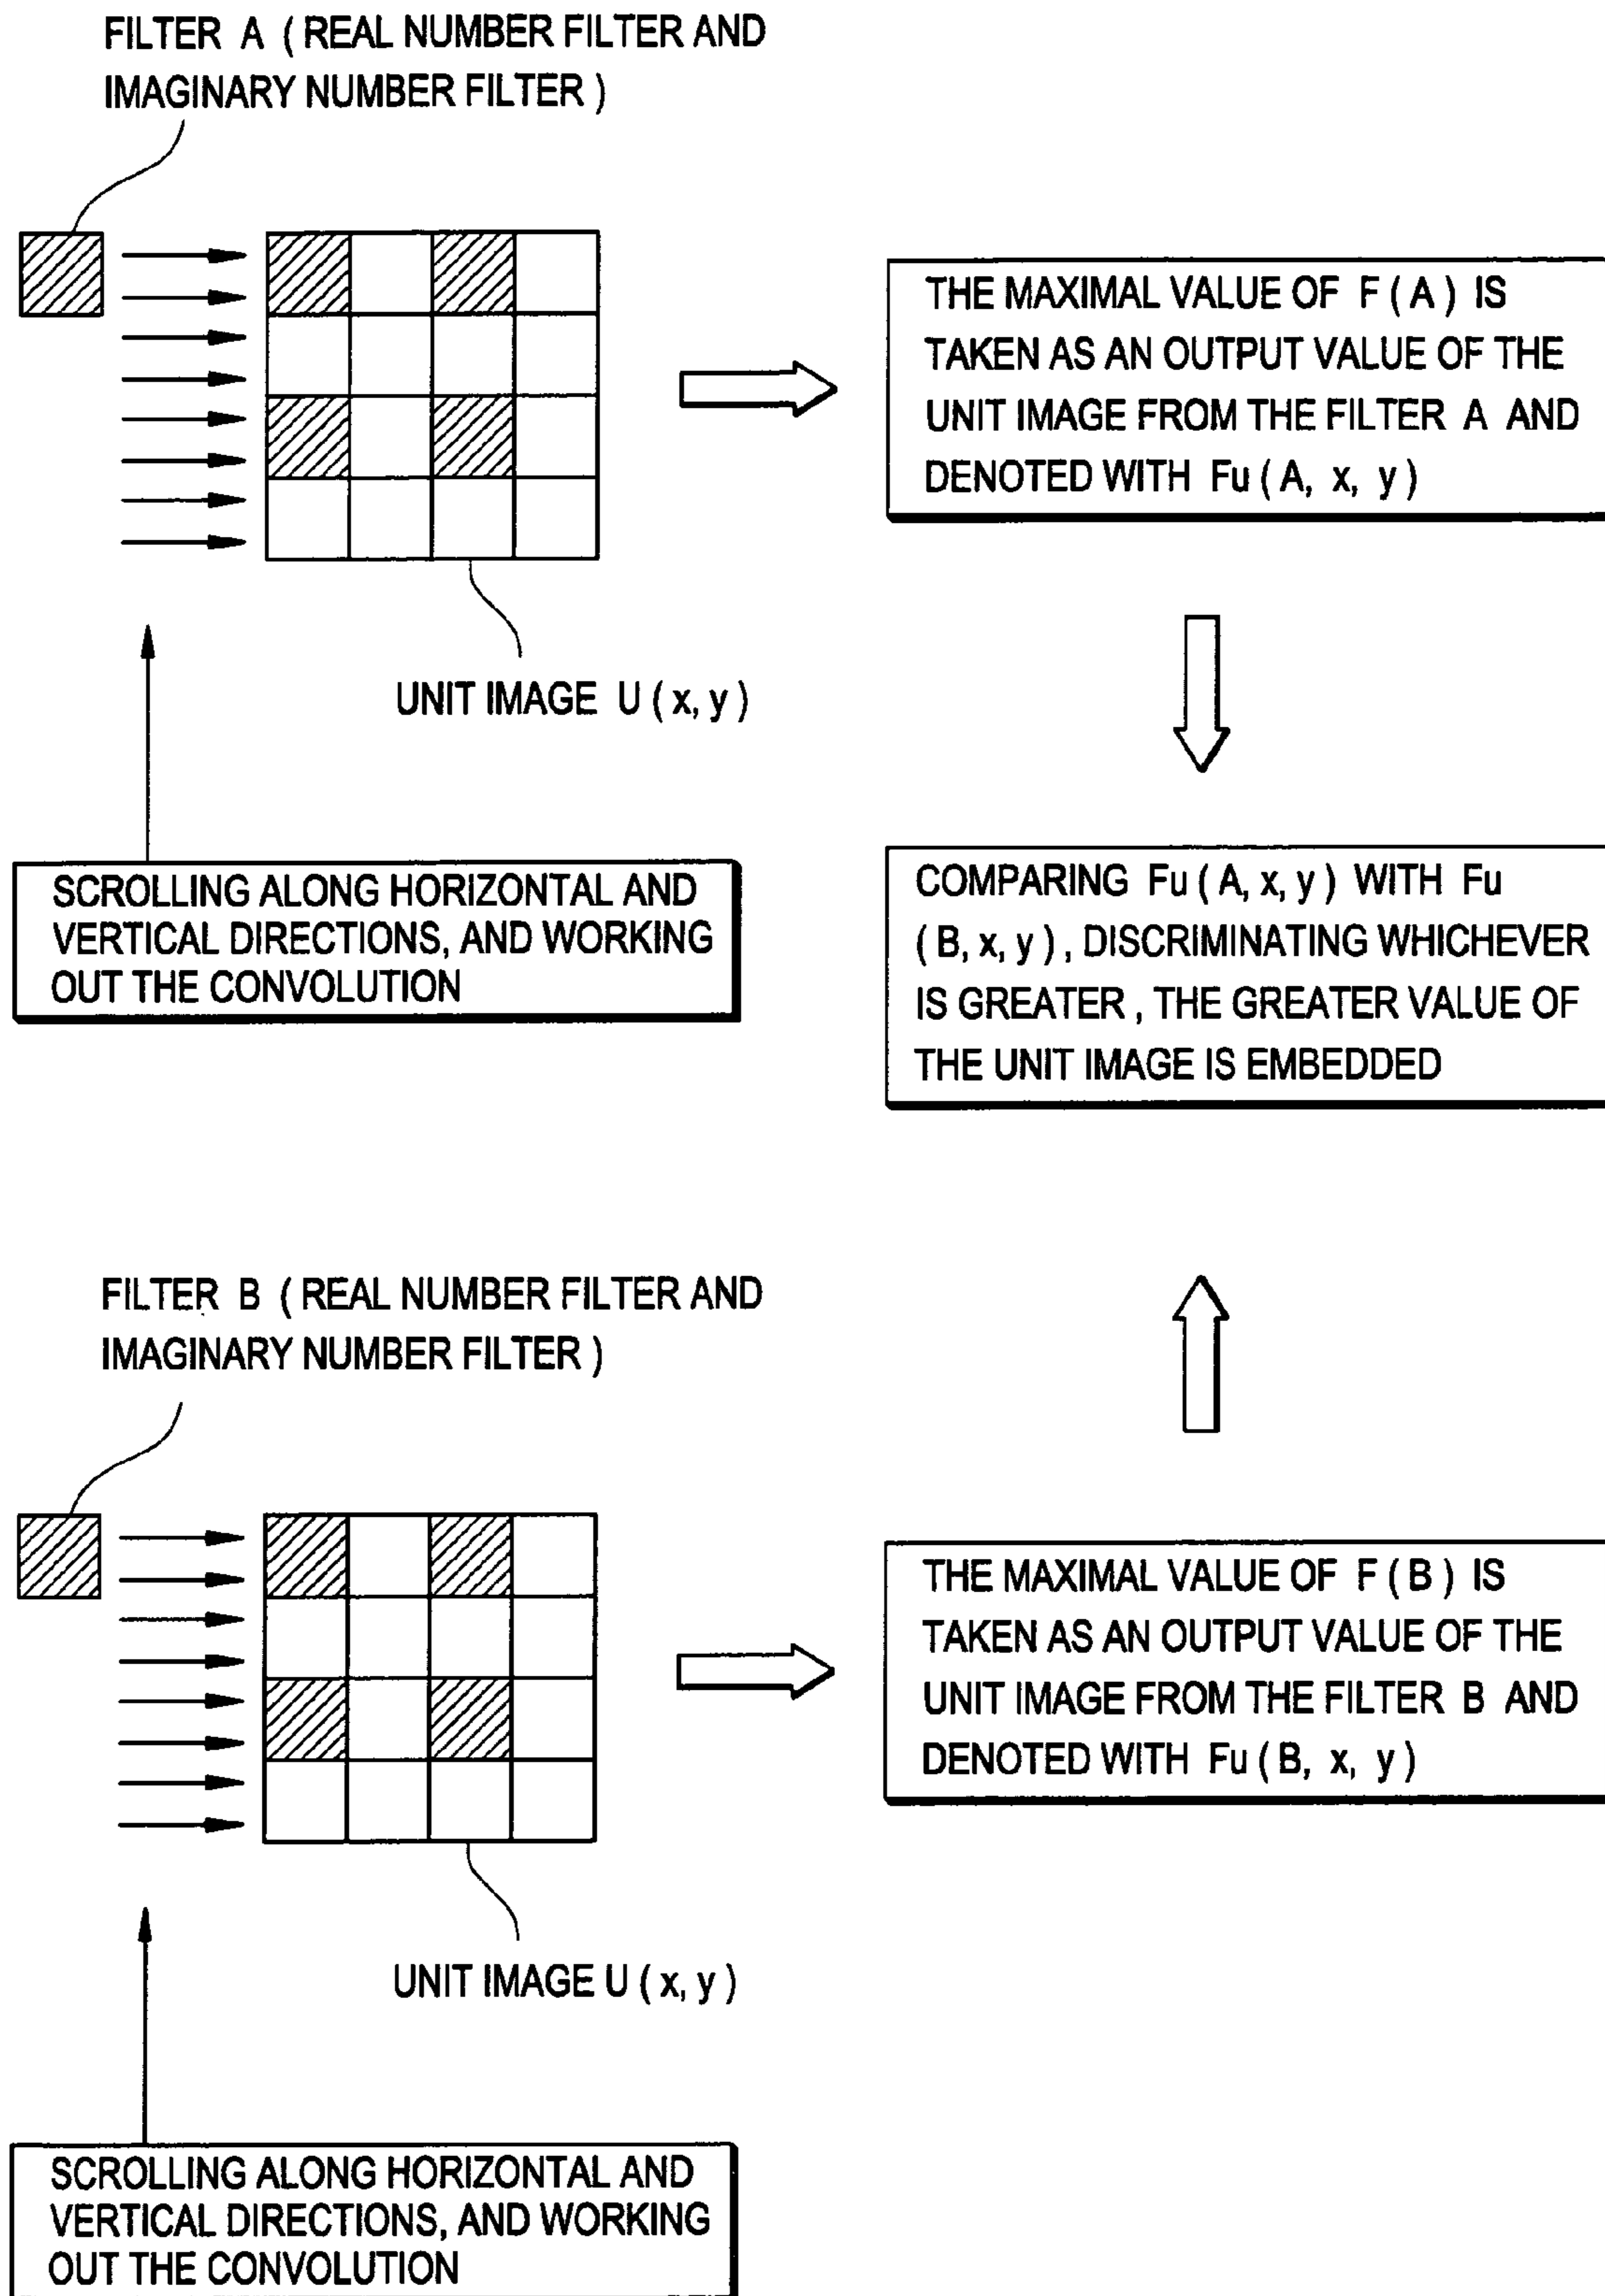 FILTER A ( REAL NUMBER FILTER AND
IMAGINARY NUMBER FILTER )
THE MAXIMAL VALUE OF F ( A ) IS
TAKEN AS AN OUTPUT VALUE OF THE
UNIT IMAGE FROM THE FILTER A AND
DENOTED WITH Fu ( A, x, y )
UNIT IMAGE U ( x, y )
SCROLLING ALONG HORIZONTAL AND
VERTICAL DIRECTIONS, AND WORKING
OUT THE CONVOLUTION
COMPARING Fu ( A, x, y ) WITH Fu
( B, x, y ) , DISCRIMINATING WHICHEVER
IS GREATER , THE GREATER VALUE OF
THE UNIT IMAGE IS EMBEDDED
FILTER B ( REAL NUMBER FILTER AND
IMAGINARY NUMBER FILTER )
THE MAXIMAL VALUE OF F ( B ) IS
TAKEN AS AN OUTPUT VALUE OF THE
UNIT IMAGE FROM THE FILTER B AND
DENOTED WITH Fu ( B, x, y )
UNIT IMAGE U ( x, y )
SCROLLING ALONG HORIZONTAL AND
VERTICAL DIRECTIONS, AND WORKING
OUT THE CONVOLUTION